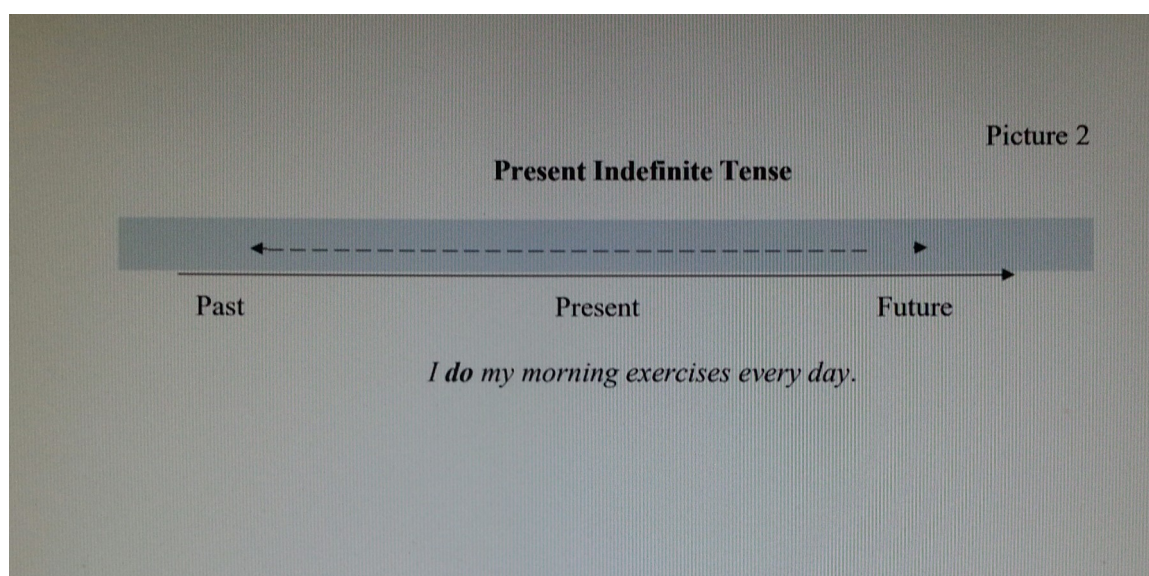 Picture 2
Present Indefinite Tense
Past Present Future
I do my morning exercises every day.